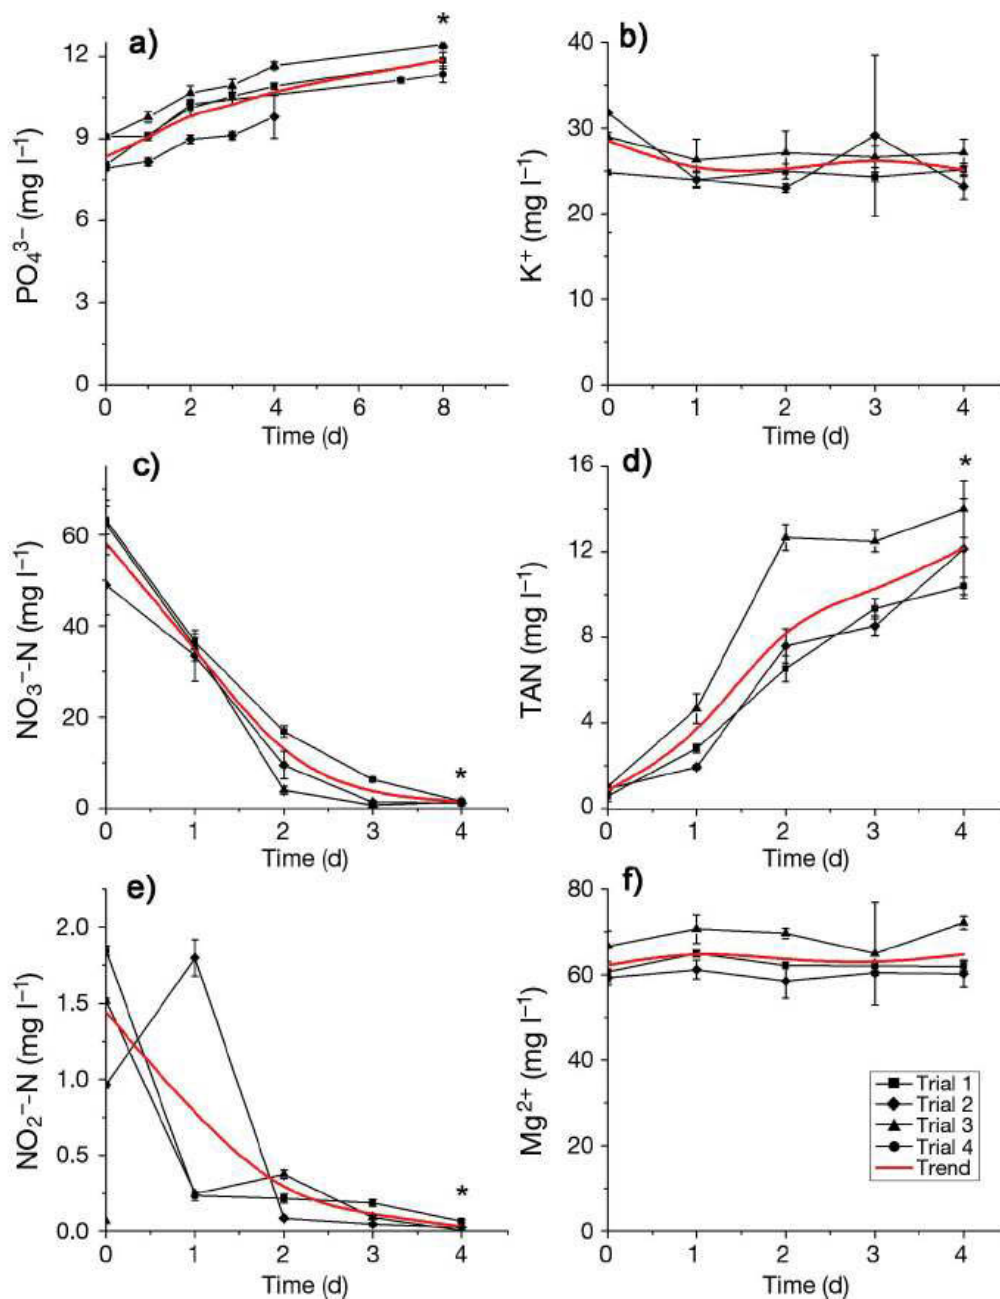 a)
*
12
9
6
3
0
PO₄³⁻ (mg l⁻¹)
0 2 4 6 8
Time (d)
b)
40
30
20
10
0
K⁺ (mg l⁻¹)
0 1 2 3 4
Time (d)
c)
60
40
20
0
NO₃⁻-N (mg l⁻¹)
*
0 1 2 3 4
Time (d)
d)
*
16
12
8
4
0
TAN (mg l⁻¹)
0 1 2 3 4
Time (d)
e)
2.0
1.5
1.0
0.5
0.0
NO₂⁻-N (mg l⁻¹)
*
0 1 2 3 4
Time (d)
f)
80
60
40
20
0
Mg²⁺ (mg l⁻¹)
Trial 1
Trial 2
Trial 3
Trial 4
Trend
0 1 2 3 4
Time (d)